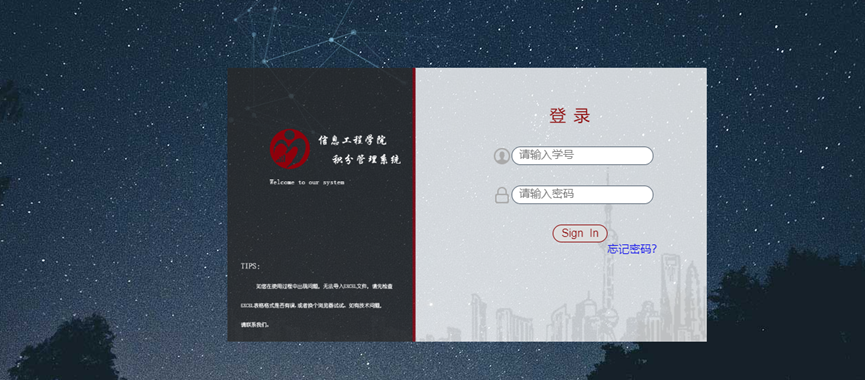 信息工程学院
积分管理系统
Welcome to our system
TIPS:
如您在使用过程中出现问题，无法导入EXCEL文件，请先检查
EXCEL表格格式是否有误,或者换个浏览器试试。如有技术问题，
请联系我们。
登 录
请输入学号
请输入密码
Sign In
忘记密码?